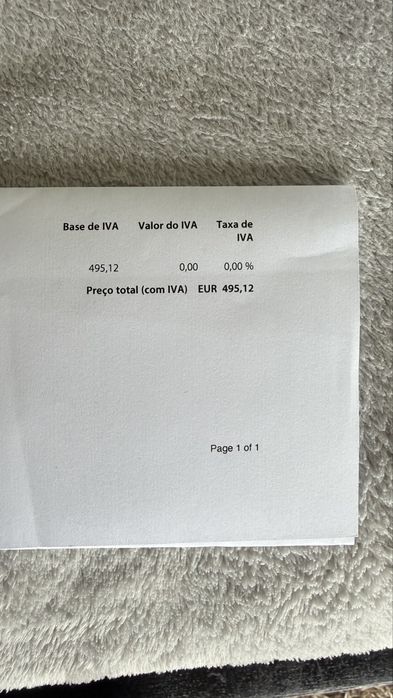 Base de IVA Valor do IVA Taxa de
IVA
495,12 0,00 0,00 %
Preço total (com IVA) EUR 495,12
Page 1 of 1